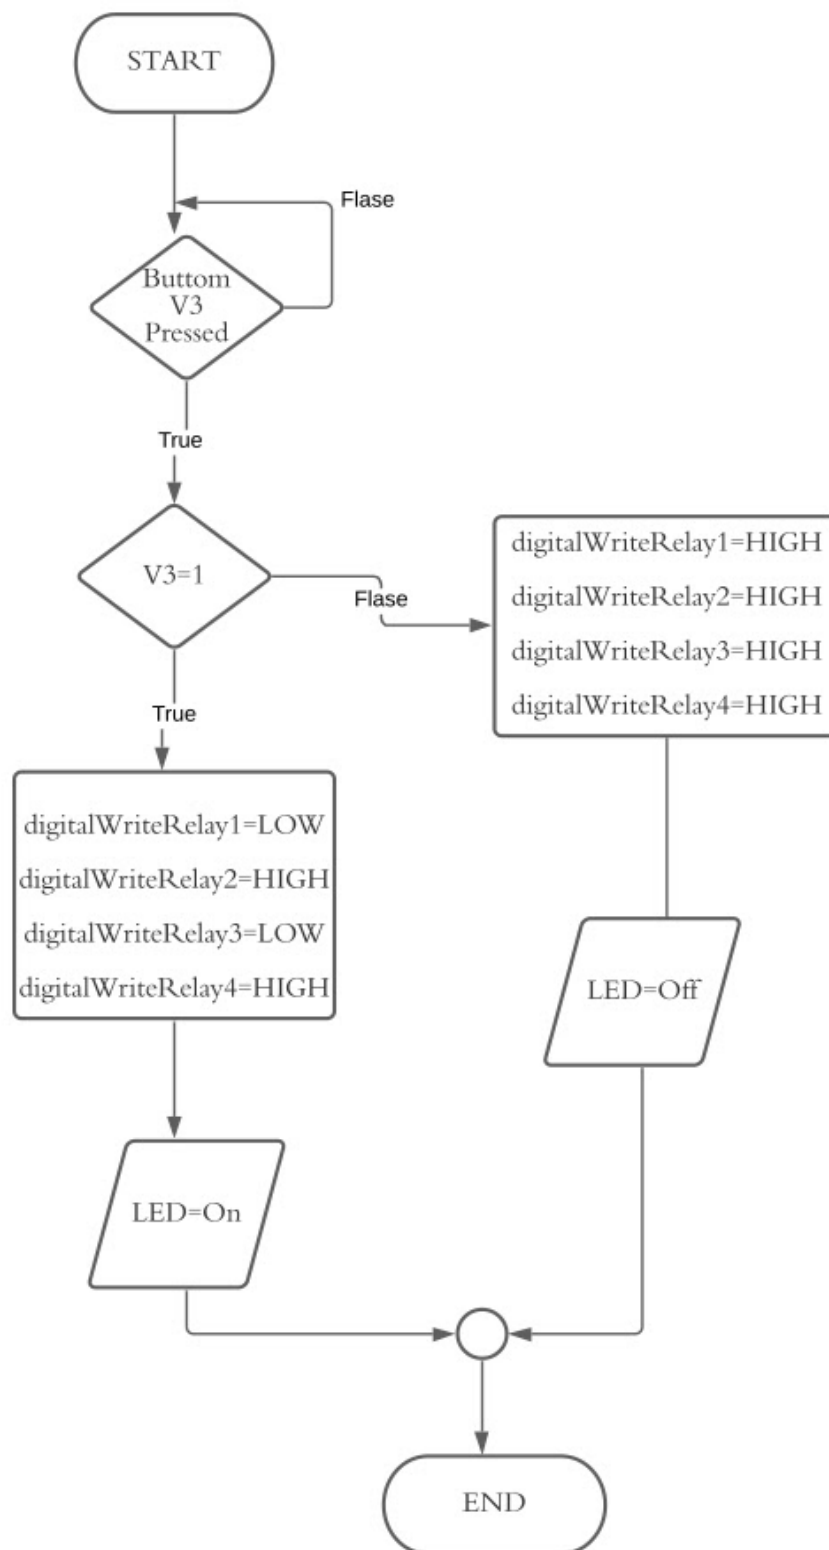 START
Flase
Buttom
V3
Pressed
True
V3=1
Flase
digitalWriteRelay1=HIGH
digitalWriteRelay2=HIGH
digitalWriteRelay3=HIGH
digitalWriteRelay4=HIGH
True
digitalWriteRelay1=LOW
digitalWriteRelay2=HIGH
digitalWriteRelay3=LOW
digitalWriteRelay4=HIGH
LED=Off
LED=On
END